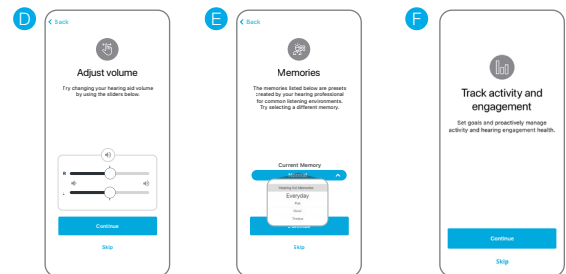 D
Back
Adjust volume
Try changing your hearing aid volume
by using the sliders below.
R
L
Continue
Skip
E
Back
Memories
The memories listed below are presets
created by your hearing professional
for common listening environments.
Try selecting a different memory.
Current Memory
Hearing Aid Memories
Everyday
Skip
F
Track activity and
engagement
Set goals and proactively manage
activity and hearing engagement health.
Continue
Skip